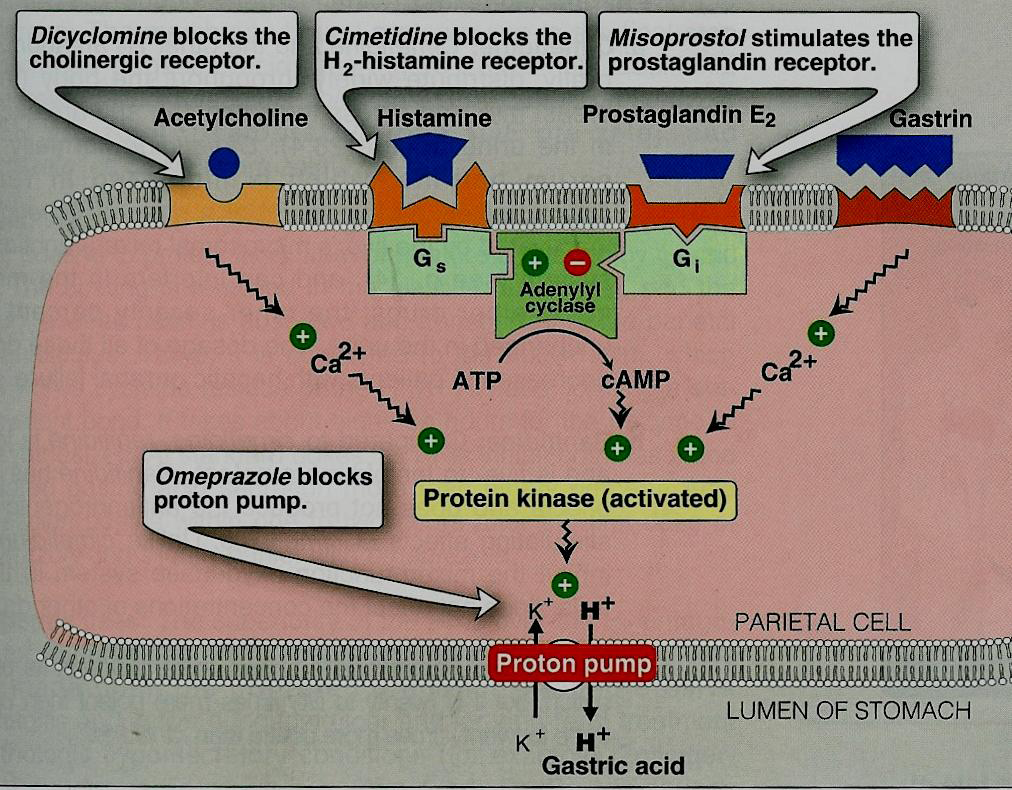 Dicyclomine blocks the
cholinergic receptor.
Cimetidine blocks the
H₂-histamine receptor.
Misoprostol stimulates the
prostaglandin receptor.
Acetylcholine
Histamine
Prostaglandin E₂
Gastrin
Gₛ
+
−
Adenylyl
cyclase
Gᵢ
+
Ca²⁺
ATP
cAMP
+
Ca²⁺
+
+
+
Omeprazole blocks
proton pump.
Protein kinase (activated)
+
K⁺ H⁺
PARIETAL CELL
Proton pump
LUMEN OF STOMACH
K⁺ H⁺
Gastric acid